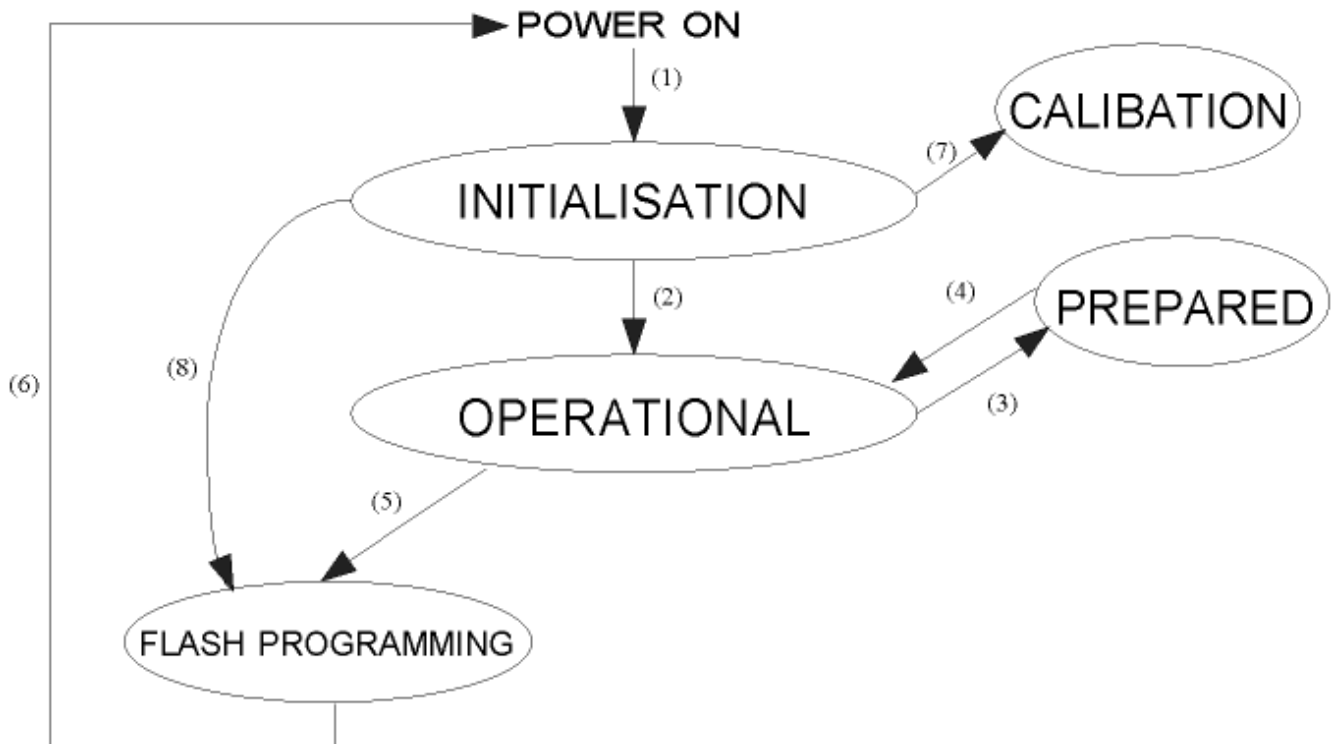 POWER ON
(1)
CALIBATION
(7)
INITIALISATION
(2)
(4)
PREPARED
(8)
(6)
(3)
OPERATIONAL
(5)
FLASH PROGRAMMING